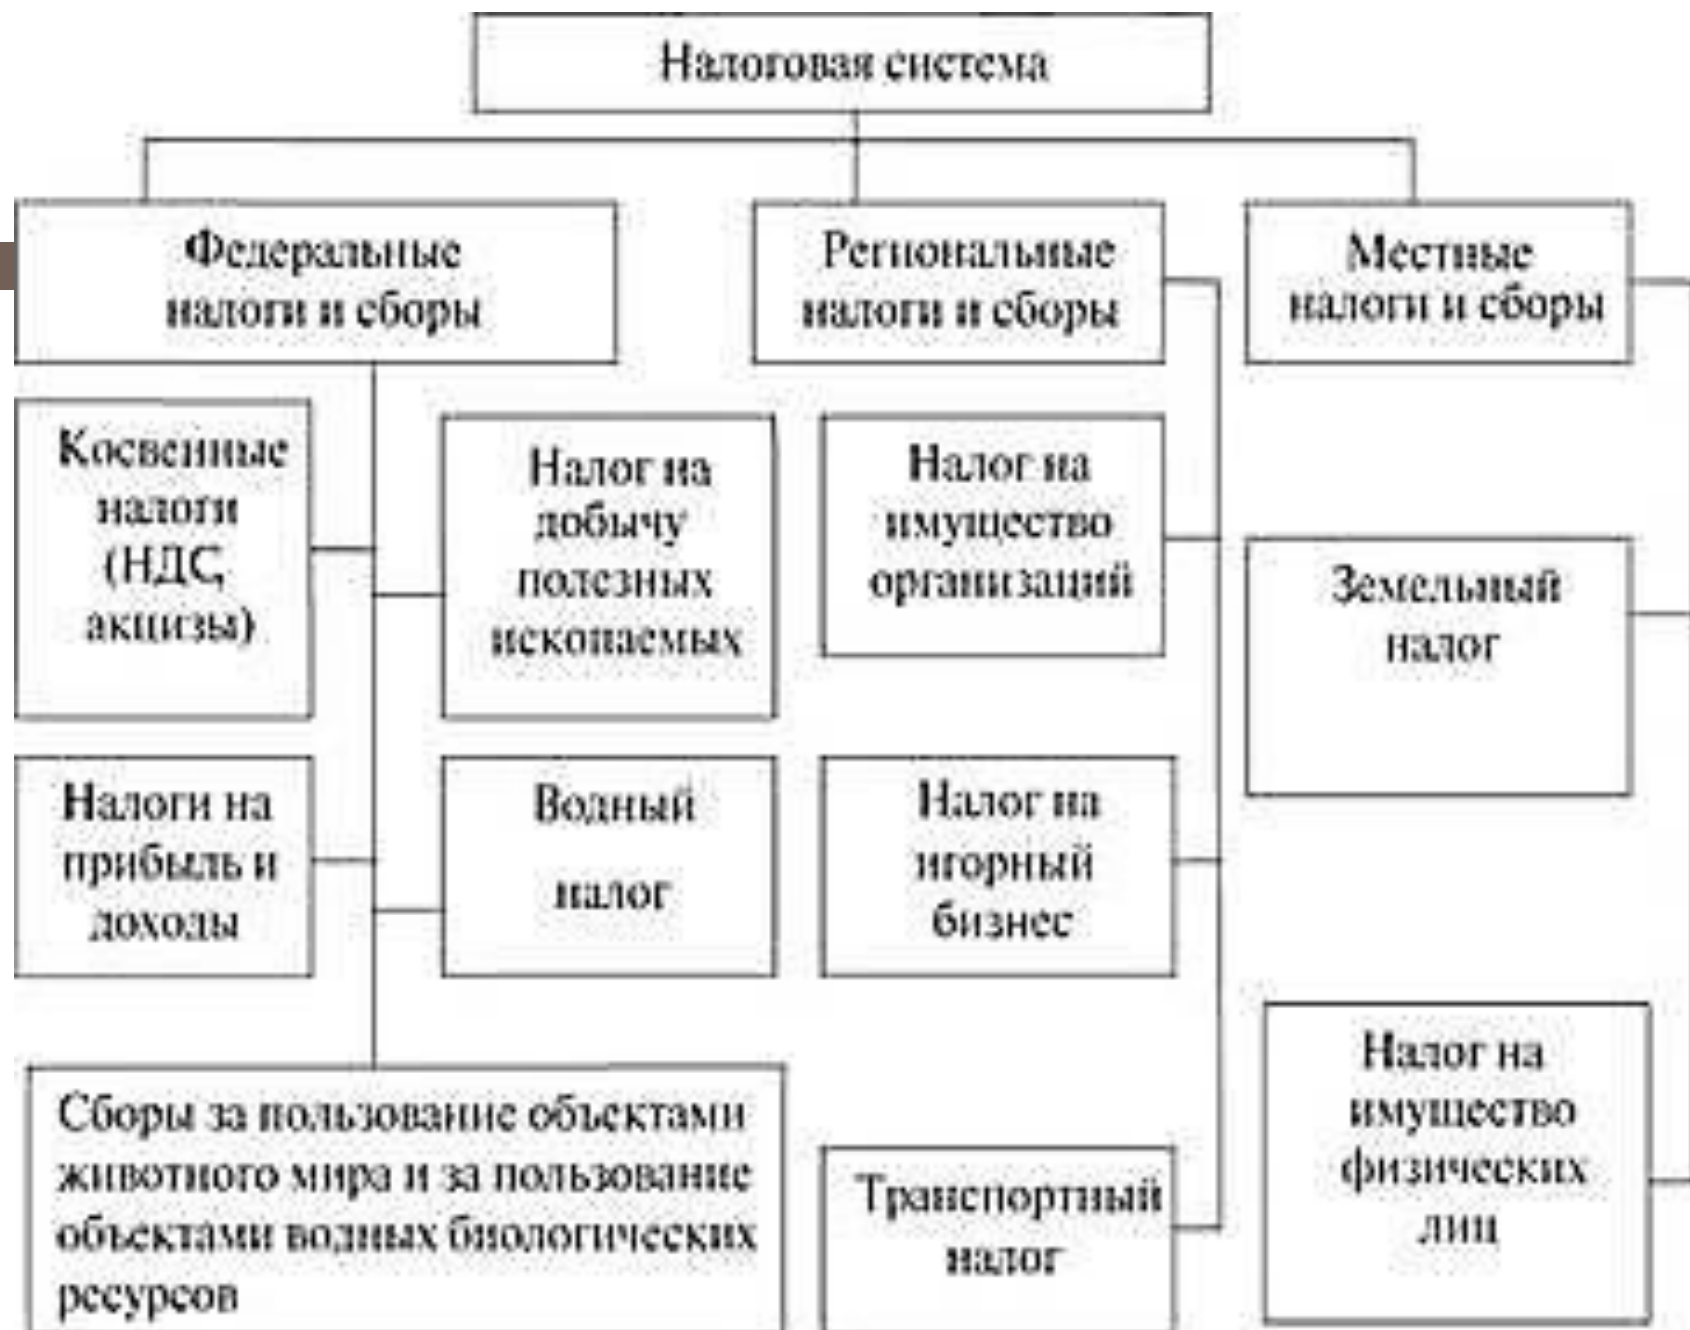 Налоговая система
Федеральные
налоги и сборы
Региональные
налоги и сборы
Местные
налоги и сборы
Косвенные
налоги
(НДС,
акцизы)
Налог на
добычу
полезных
ископаемых
Налог на
имущество
организаций
Земельный
налог
Налоги на
прибыль и
доходы
Водный
налог
Налог на
игорный
бизнес
Налог на
имущество
физических
лиц
Сборы за пользование объектами
животного мира и за пользование
объектами водных биологических
ресурсов
Транспортный
налог